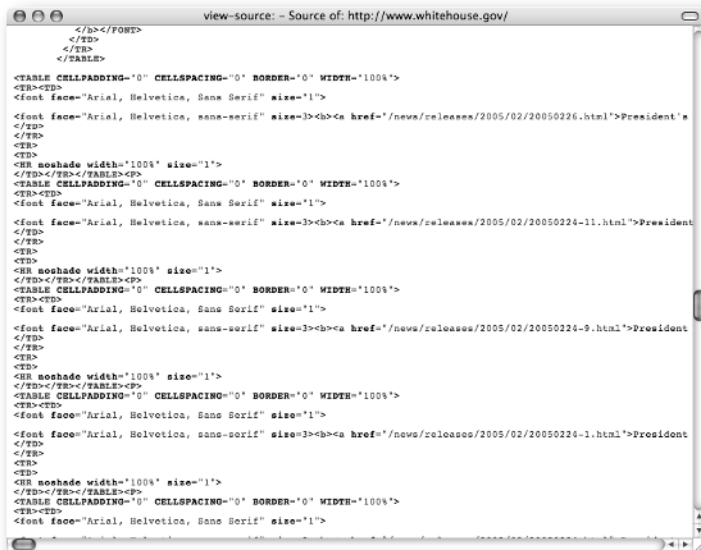 view-source: - Source of: http://www.whitehouse.gov/
</b></FONT>
</TD>
</TR>
</TABLE>
<TABLE CELLPADDING="0" CELLSPACING="0" BORDER="0" WIDTH="100%">
<TR><TD>
<font face="Arial, Helvetica, Sans Serif" size="1">
<font face="Arial, Helvetica, sans-serif" size=3><b><a href="/news/releases/2005/02/20050226.html">President's
</TD>
</TR>
<TR>
<TD>
<HR noshade width="100%" size="1">
</TD></TR></TABLE><P>
<TABLE CELLPADDING="0" CELLSPACING="0" BORDER="0" WIDTH="100%">
<TR><TD>
<font face="Arial, Helvetica, Sans Serif" size="1">
<font face="Arial, Helvetica, sans-serif" size=3><b><a href="/news/releases/2005/02/20050224-11.html">President
</TD>
</TR>
<TR>
<TD>
<HR noshade width="100%" size="1">
</TD></TR></TABLE><P>
<TABLE CELLPADDING="0" CELLSPACING="0" BORDER="0" WIDTH="100%">
<TR><TD>
<font face="Arial, Helvetica, Sans Serif" size="1">
<font face="Arial, Helvetica, sans-serif" size=3><b><a href="/news/releases/2005/02/20050224-9.html">President
</TD>
</TR>
<TR>
<TD>
<HR noshade width="100%" size="1">
</TD></TR></TABLE><P>
<TABLE CELLPADDING="0" CELLSPACING="0" BORDER="0" WIDTH="100%">
<TR><TD>
<font face="Arial, Helvetica, Sans Serif" size="1">
<font face="Arial, Helvetica, sans-serif" size=3><b><a href="/news/releases/2005/02/20050224-1.html">President
</TD>
</TR>
<TR>
<TD>
<HR noshade width="100%" size="1">
</TD></TR></TABLE><P>
<TABLE CELLPADDING="0" CELLSPACING="0" BORDER="0" WIDTH="100%">
<TR><TD>
<font face="Arial, Helvetica, Sans Serif" size="1">